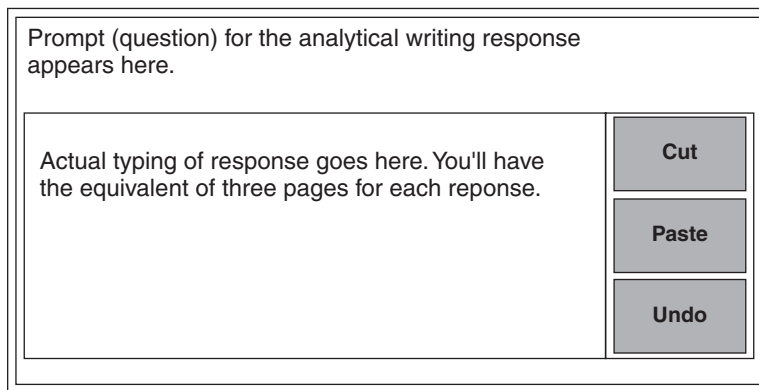 Prompt (question) for the analytical writing response
appears here.
Actual typing of response goes here. You'll have
the equivalent of three pages for each reponse.
Cut
Paste
Undo